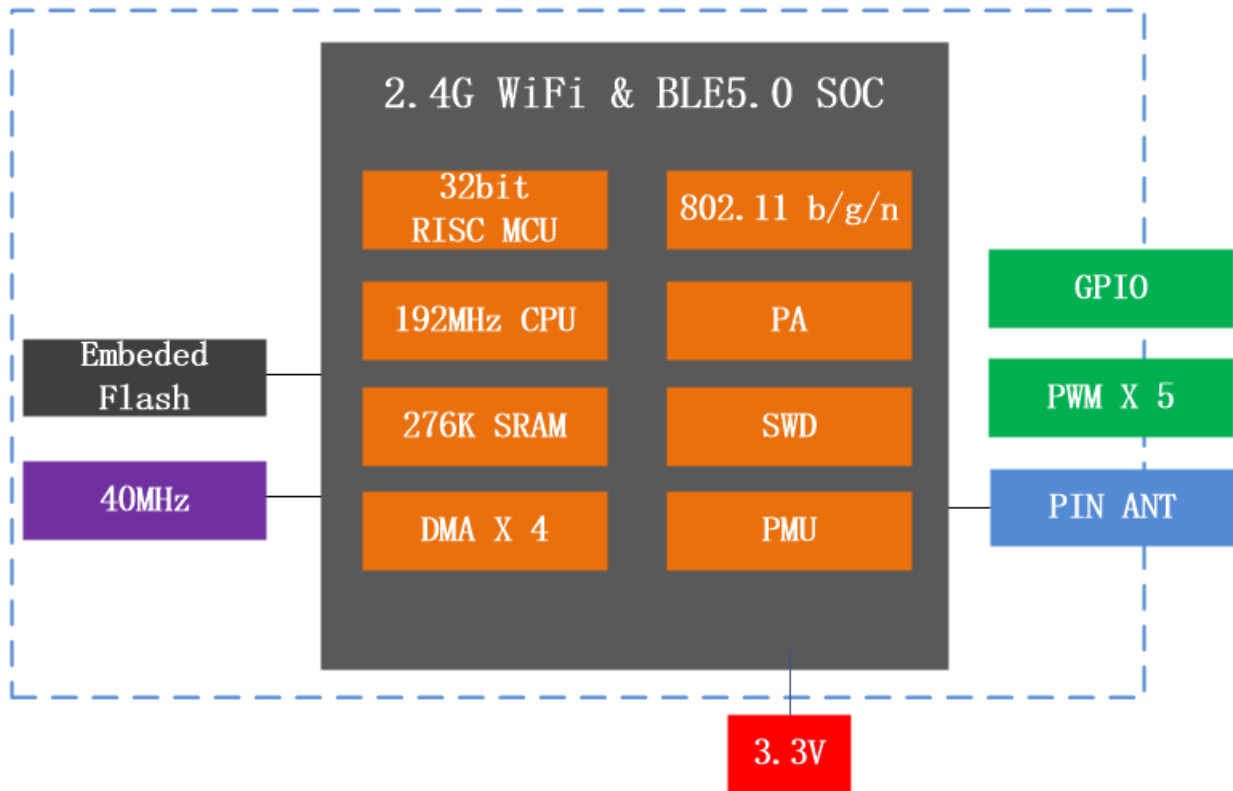 2.4G WiFi & BLE5.0 SOC
32bit
RISC MCU
802.11 b/g/n
192MHz CPU
PA
276K SRAM
SWD
DMA X 4
PMU
Embeded
Flash
40MHz
GPIO
PWM X 5
PIN ANT
3.3V